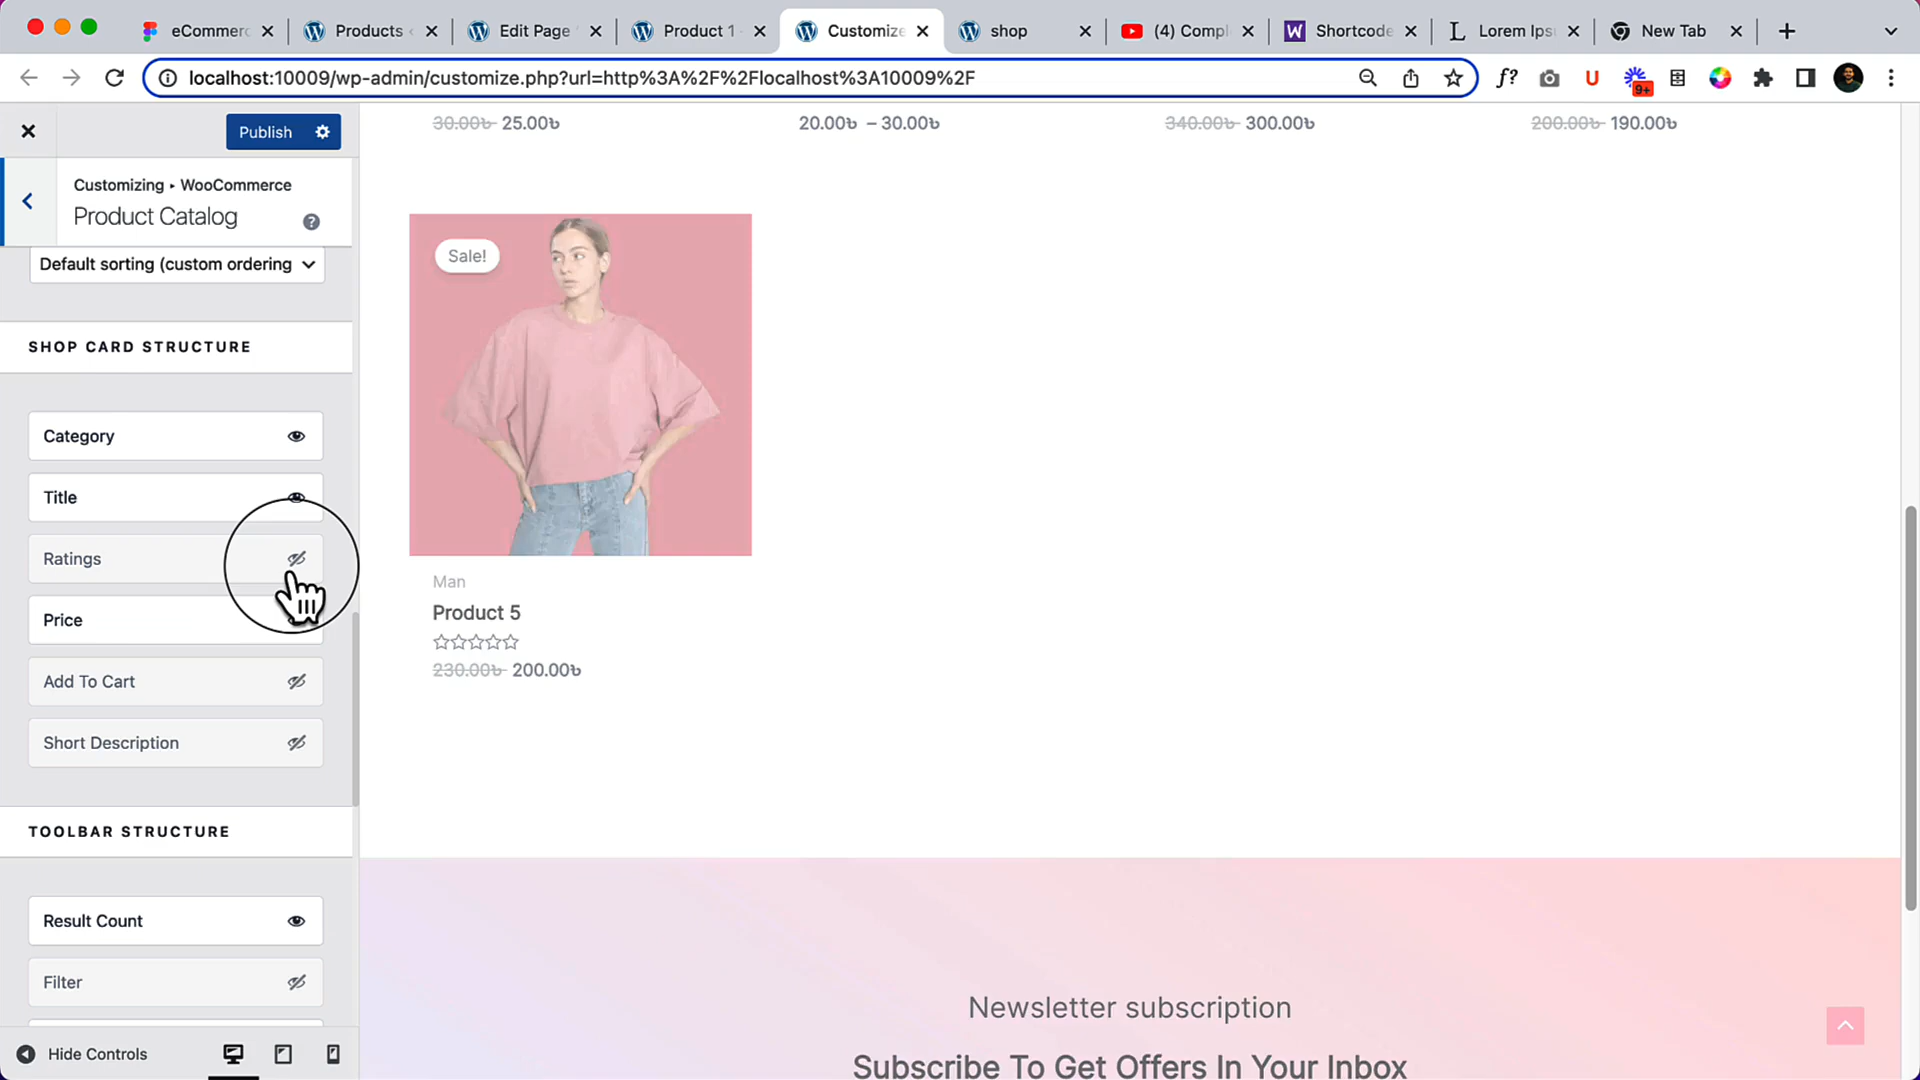 eCommerc
Products
Edit Page
Product 1
Customize
shop
(4) Compl
Shortcode
Lorem Ips
New Tab
localhost:10009/wp-admin/customize.php?url=http%3A%2F%2Flocalhost%3A10009%2F
f?
U
9+
Publish
Customizing ▸ WooCommerce
Product Catalog
?
Default sorting (custom ordering
SHOP CARD STRUCTURE
Category
Title
Ratings
Price
Add To Cart
Short Description
TOOLBAR STRUCTURE
Result Count
Filter
Hide Controls
30.00৳ 25.00৳
20.00৳ – 30.00৳
340.00৳ 300.00৳
200.00৳ 190.00৳
Sale!
Man
Product 5
230.00৳ 200.00৳
Newsletter subscription
Subscribe To Get Offers In Your Inbox